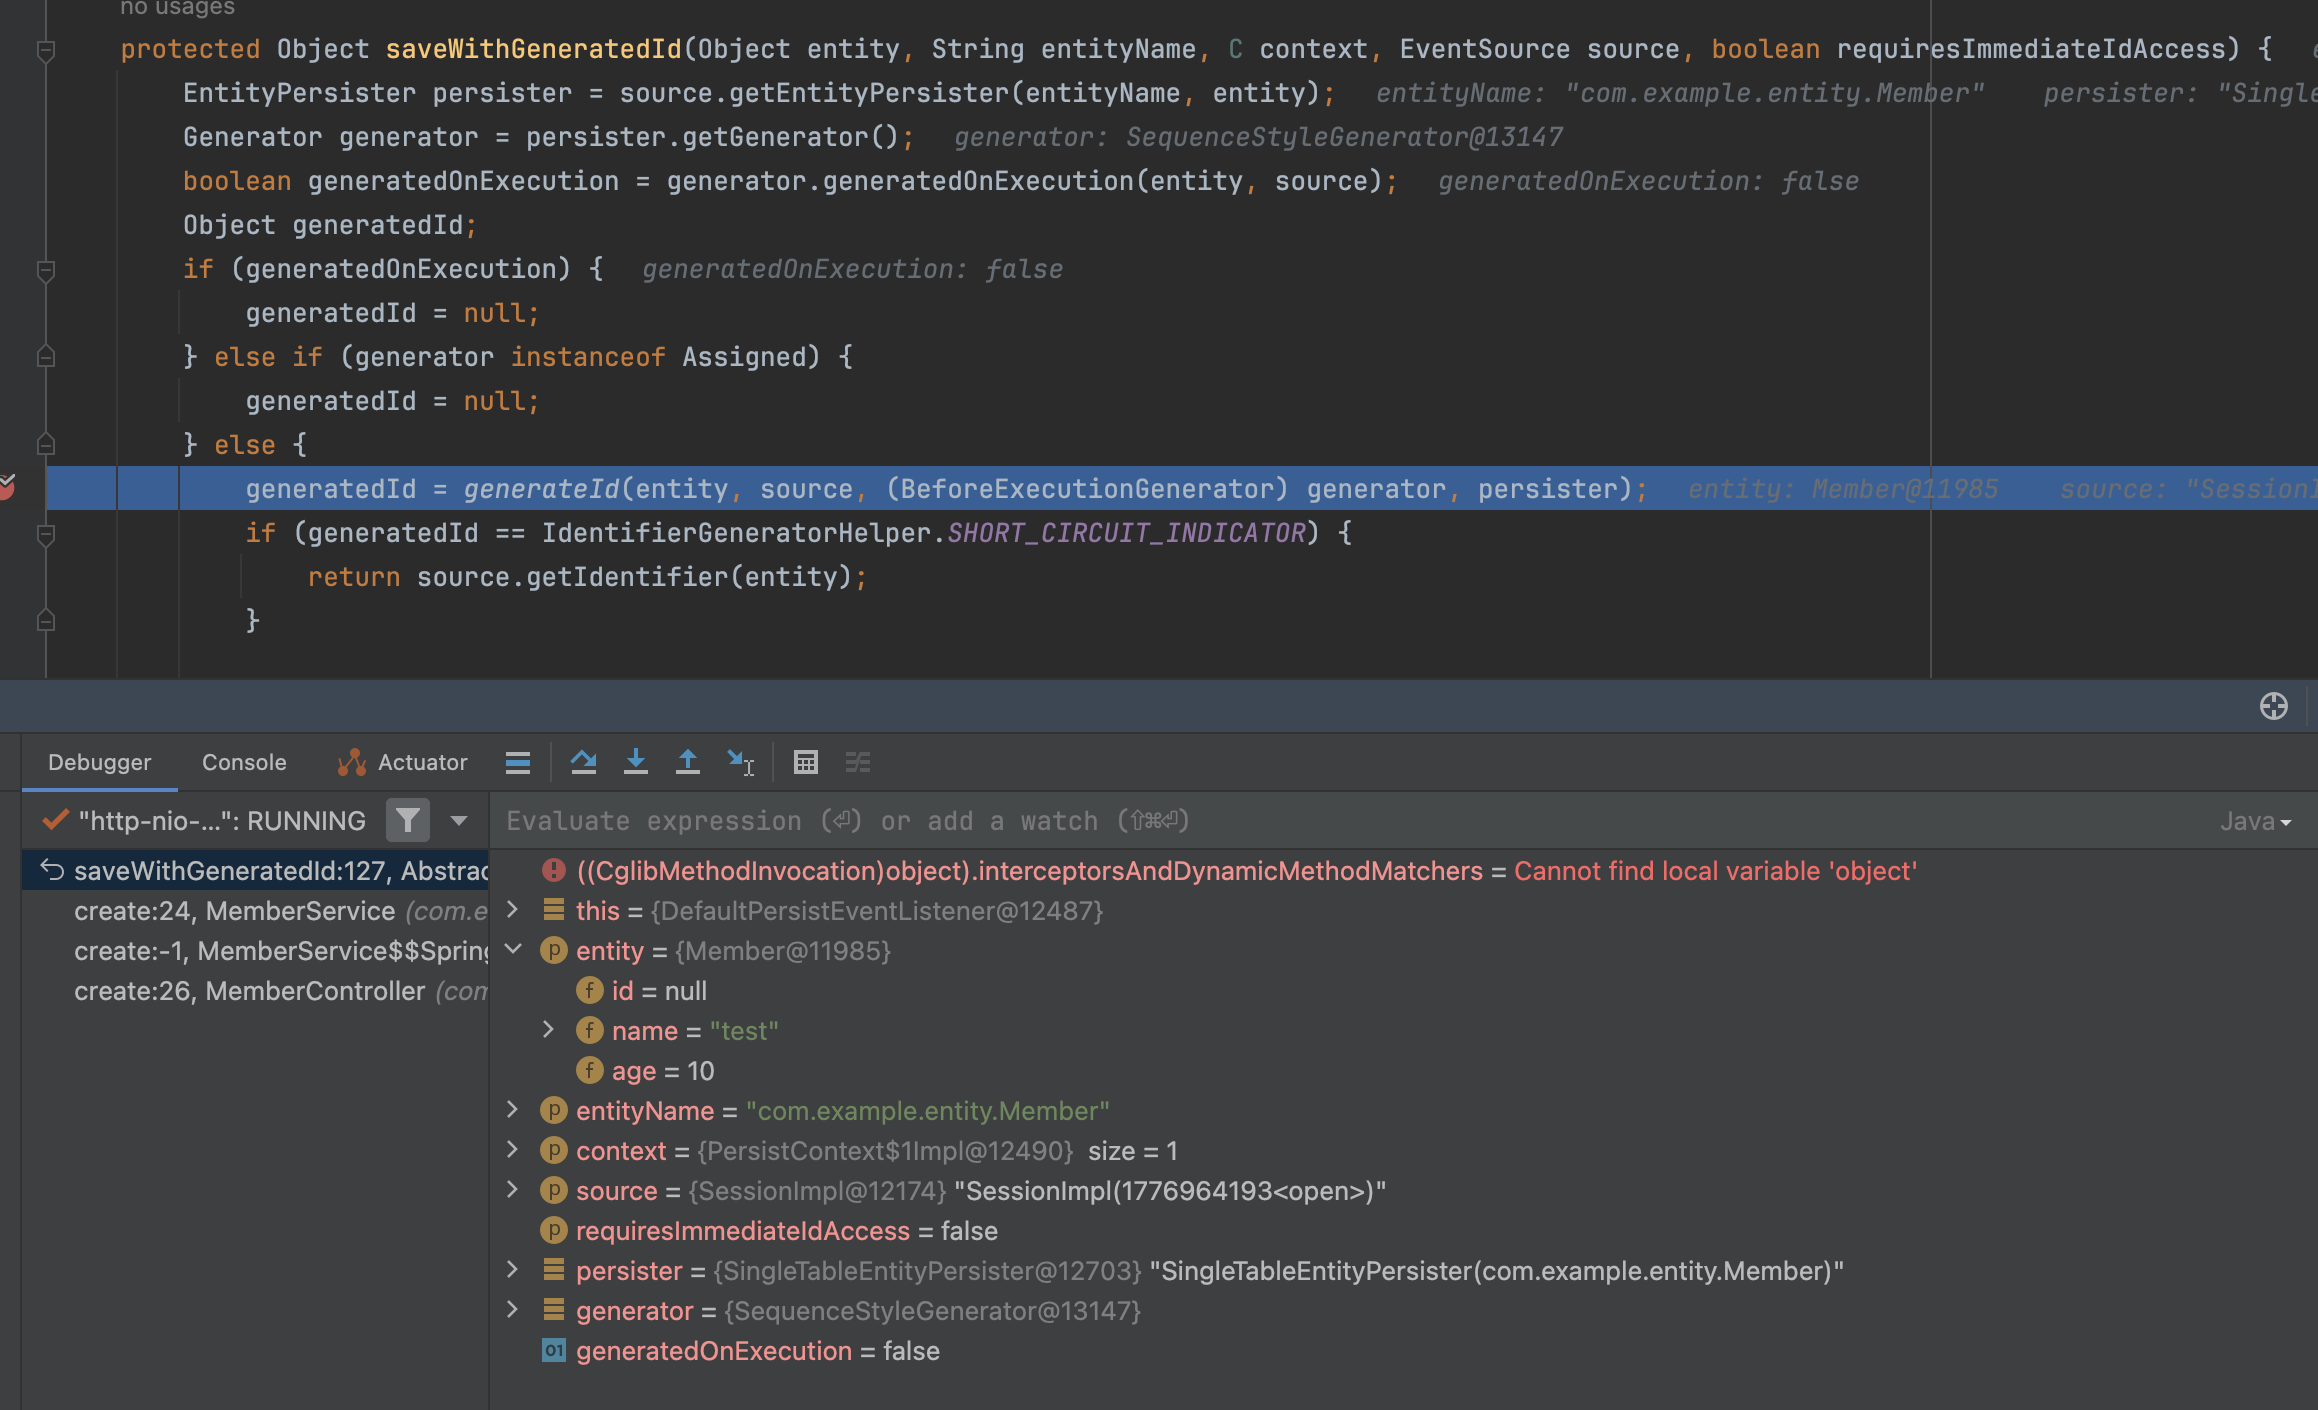 no usages
protected Object saveWithGeneratedId(Object entity, String entityName, C context, EventSource source, boolean requiresImmediateIdAccess) {
EntityPersister persister = source.getEntityPersister(entityName, entity); entityName: "com.example.entity.Member" persister: "Single
Generator generator = persister.getGenerator(); generator: SequenceStyleGenerator@13147
boolean generatedOnExecution = generator.generatedOnExecution(entity, source); generatedOnExecution: false
Object generatedId;
if (generatedOnExecution) { generatedOnExecution: false
generatedId = null;
} else if (generator instanceof Assigned) {
generatedId = null;
} else {
generatedId = generateId(entity, source, (BeforeExecutionGenerator) generator, persister); entity: Member@11985 source: "SessionI
if (generatedId == IdentifierGeneratorHelper.SHORT_CIRCUIT_INDICATOR) {
return source.getIdentifier(entity);
}
Debugger Console Actuator
"http-nio-...": RUNNING
Evaluate expression (⏎) or add a watch (⇧⌘⏎) Java
saveWithGeneratedId:127, Abstrac
create:24, MemberService (com.e
create:-1, MemberService$$Spring
create:26, MemberController (com
((CglibMethodInvocation)object).interceptorsAndDynamicMethodMatchers = Cannot find local variable 'object'
this = {DefaultPersistEventListener@12487}
p entity = {Member@11985}
f id = null
f name = "test"
f age = 10
p entityName = "com.example.entity.Member"
p context = {PersistContext$1Impl@12490} size = 1
p source = {SessionImpl@12174} "SessionImpl(1776964193<open>)"
p requiresImmediateIdAccess = false
persister = {SingleTableEntityPersister@12703} "SingleTableEntityPersister(com.example.entity.Member)"
generator = {SequenceStyleGenerator@13147}
01 generatedOnExecution = false